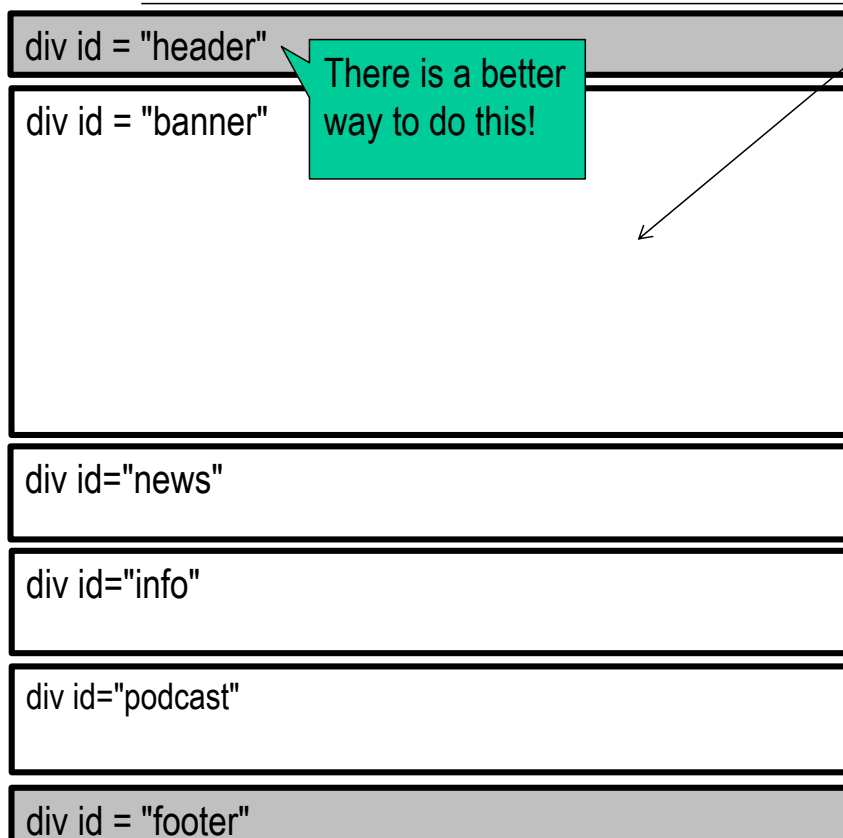 div id = "header"
There is a better
way to do this!
div id = "banner"
div id="news"
div id="info"
div id="podcast"
div id = "footer"